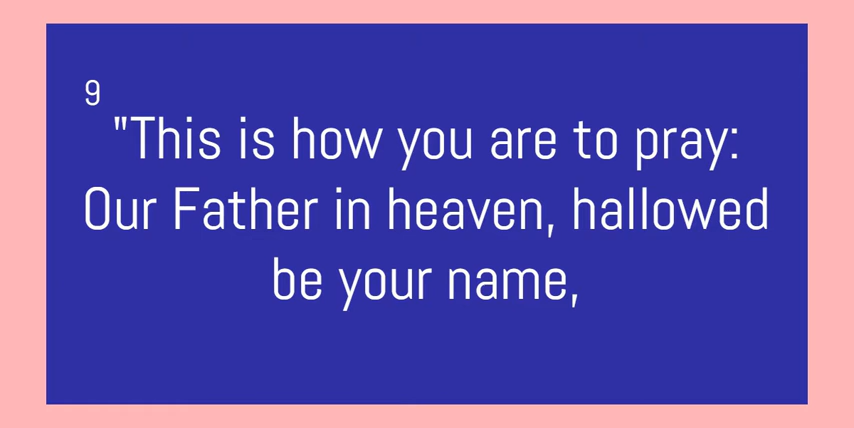 9
"This is how you are to pray:
Our Father in heaven, hallowed
be your name,